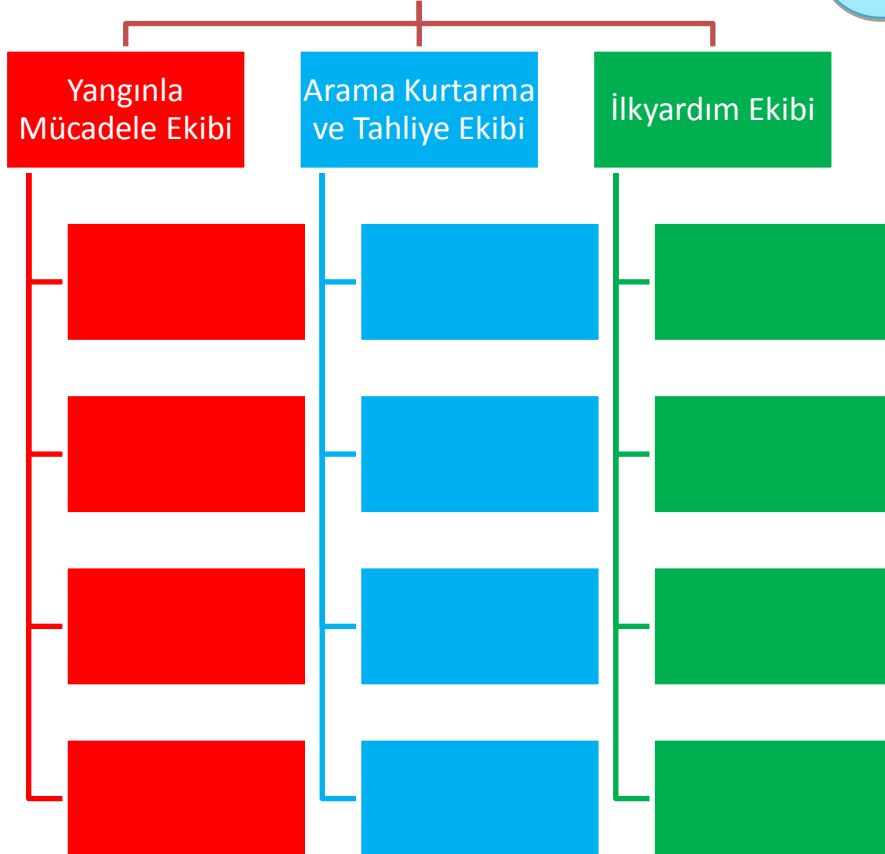 Yangınla
Mücadele Ekibi
Arama Kurtarma
ve Tahliye Ekibi
İlkyardım Ekibi